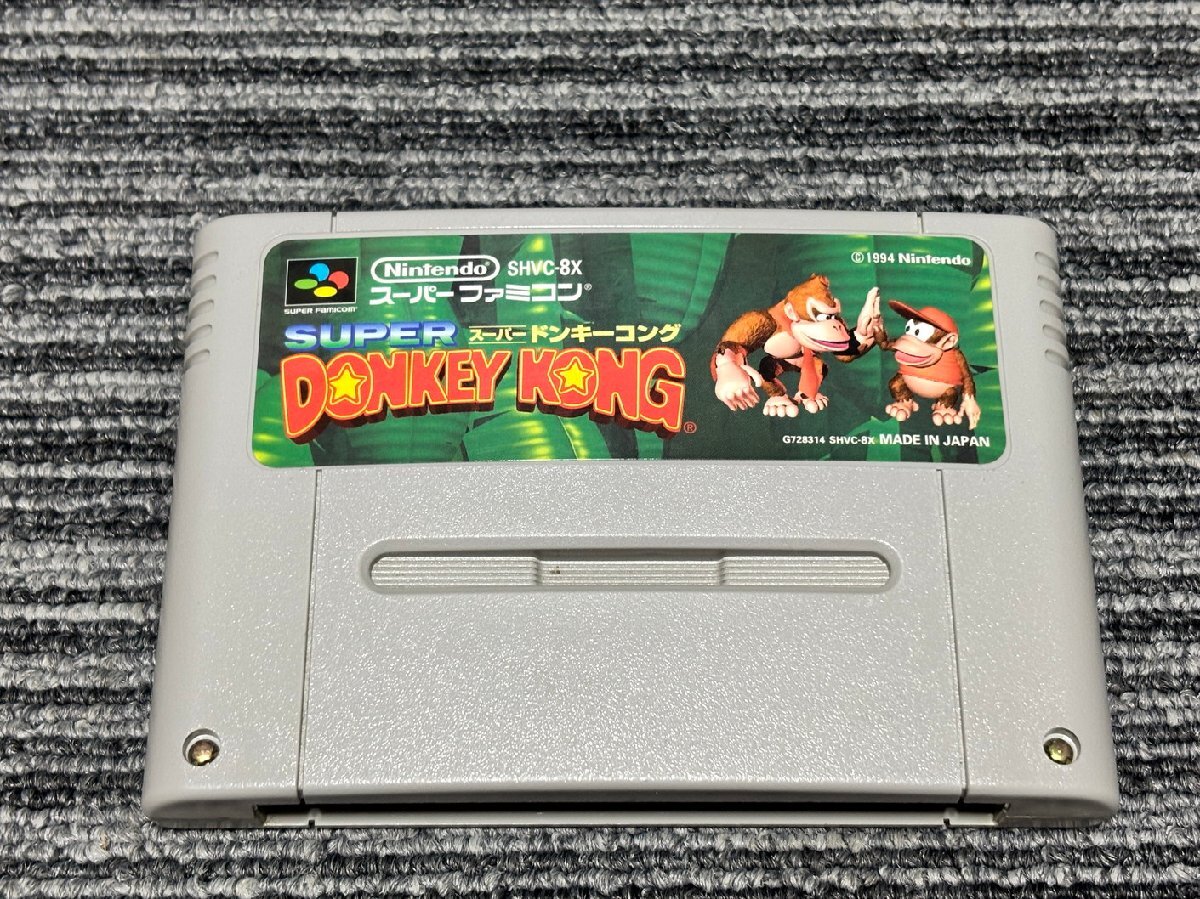 SUPER FAMICOM
Nintendo SHVC-8X
スーパーファミコン®
©1994 Nintendo
SUPER スーパードンキーコング
DONKEY KONG®
G728314 SHVC-8X MADE IN JAPAN